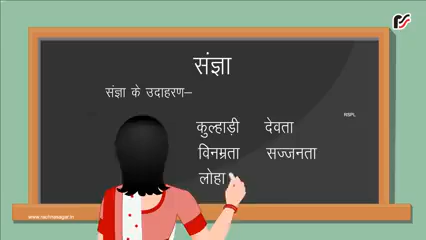 संज्ञा
संज्ञा के उदाहरण–
RSPL
कुल्हाड़ी देवता
विनम्रता सज्जनता
लोहा
www.rachnasagar.in